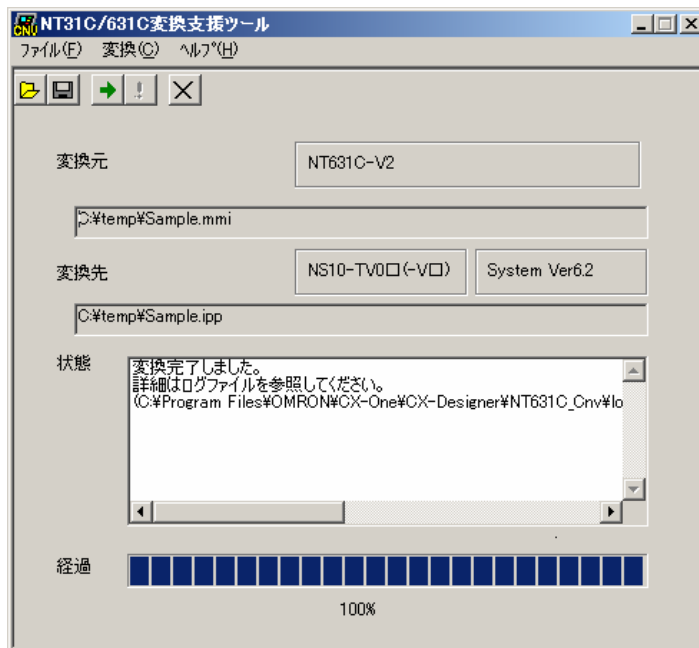 NT31C/631C変換支援ツール
ファイル(F) 変換(C) ヘルプ(H)
変換元 NT631C-V2
C:¥temp¥Sample.mmi
変換先 NS10-TV0□(-V□) System Ver6.2
C:¥temp¥Sample.ipp
状態 変換完了しました。
詳細はログファイルを参照してください。
(C:¥Program Files¥OMRON¥CX-One¥CX-Designer¥NT631C_Cnv¥lo
経過
100%